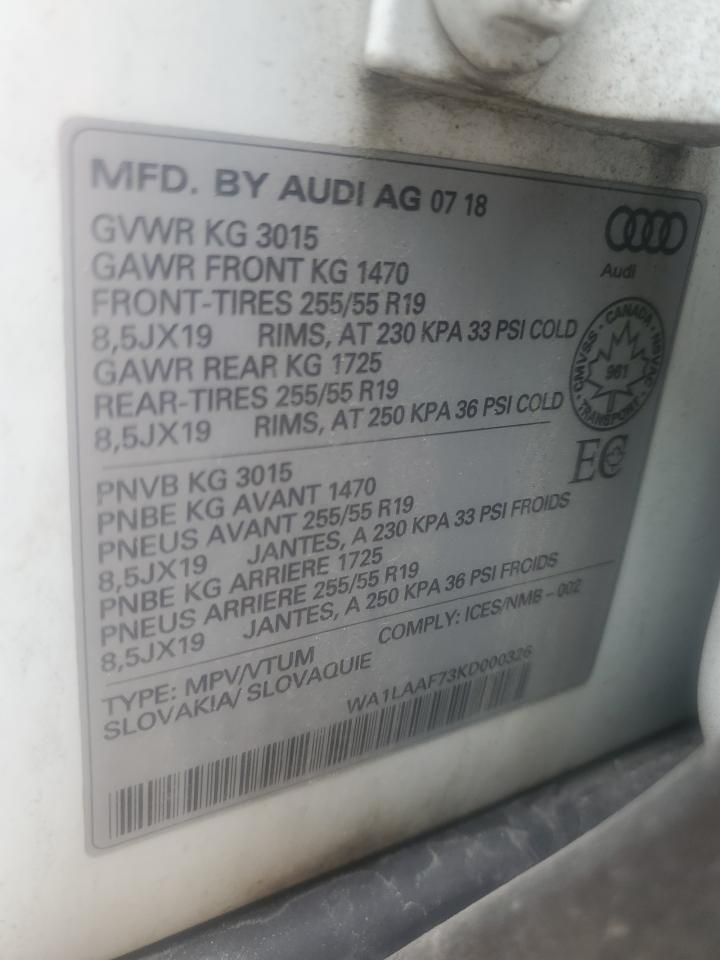 MFD. BY AUDI AG 07 18
GVWR KG 3015
GAWR FRONT KG 1470
FRONT-TIRES 255/55 R19
8,5JX19 RIMS, AT 230 KPA 33 PSI COLD
GAWR REAR KG 1725
REAR-TIRES 255/55 R19
8,5JX19 RIMS, AT 250 KPA 36 PSI COLD
Audi
CMVSS · CANADA · NSVAC
961
TRANSPORT
EC
PNVB KG 3015
PNBE KG AVANT 1470
PNEUS AVANT 255/55 R19
8,5JX19 JANTES, A 230 KPA 33 PSI FROIDS
PNBE KG ARRIERE 1725
PNEUS ARRIERE 255/55 R19
8,5JX19 JANTES, A 250 KPA 36 PSI FROIDS
TYPE: MPV/VTUM COMPLY: ICES/NMB - 002
SLOVAKIA/ SLOVAQUIE
WA1LAAF73KD000326